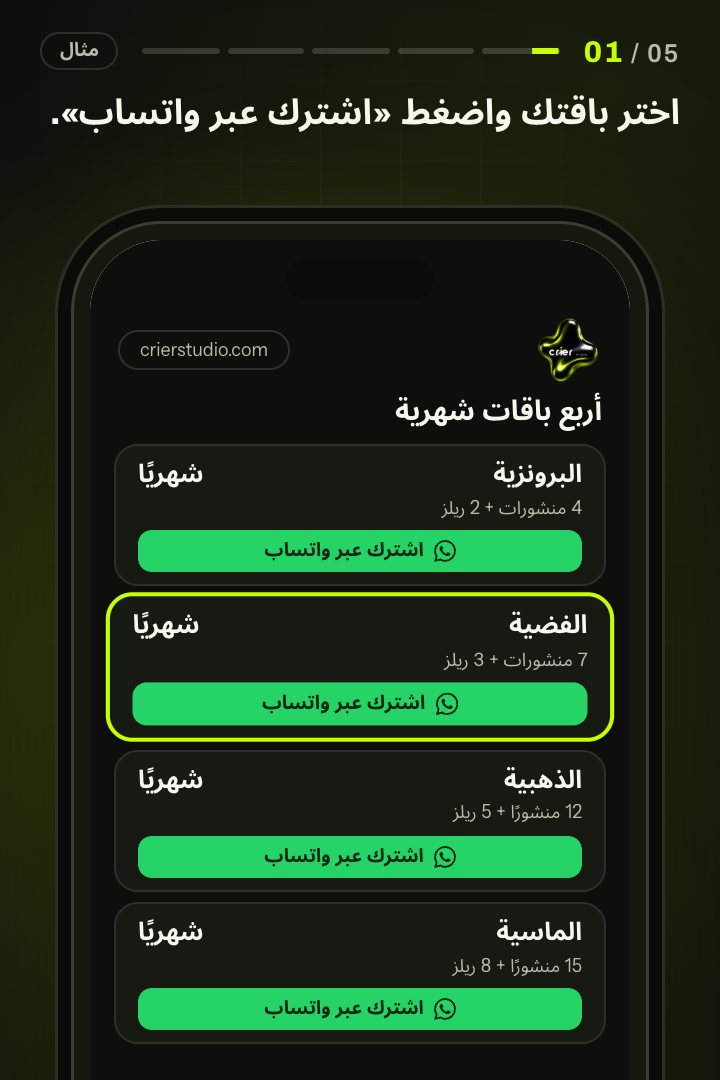 مثال
01 / 05
اختر باقتك واضغط «اشترك عبر واتساب».
crierstudio.com
crier
أربع باقات شهرية
البرونزية شهريًا
4 منشورات + 2 ريلز
اشترك عبر واتساب
الفضية شهريًا
7 منشورات + 3 ريلز
اشترك عبر واتساب
الذهبية شهريًا
12 منشورًا + 5 ريلز
اشترك عبر واتساب
الماسية شهريًا
15 منشورًا + 8 ريلز
اشترك عبر واتساب